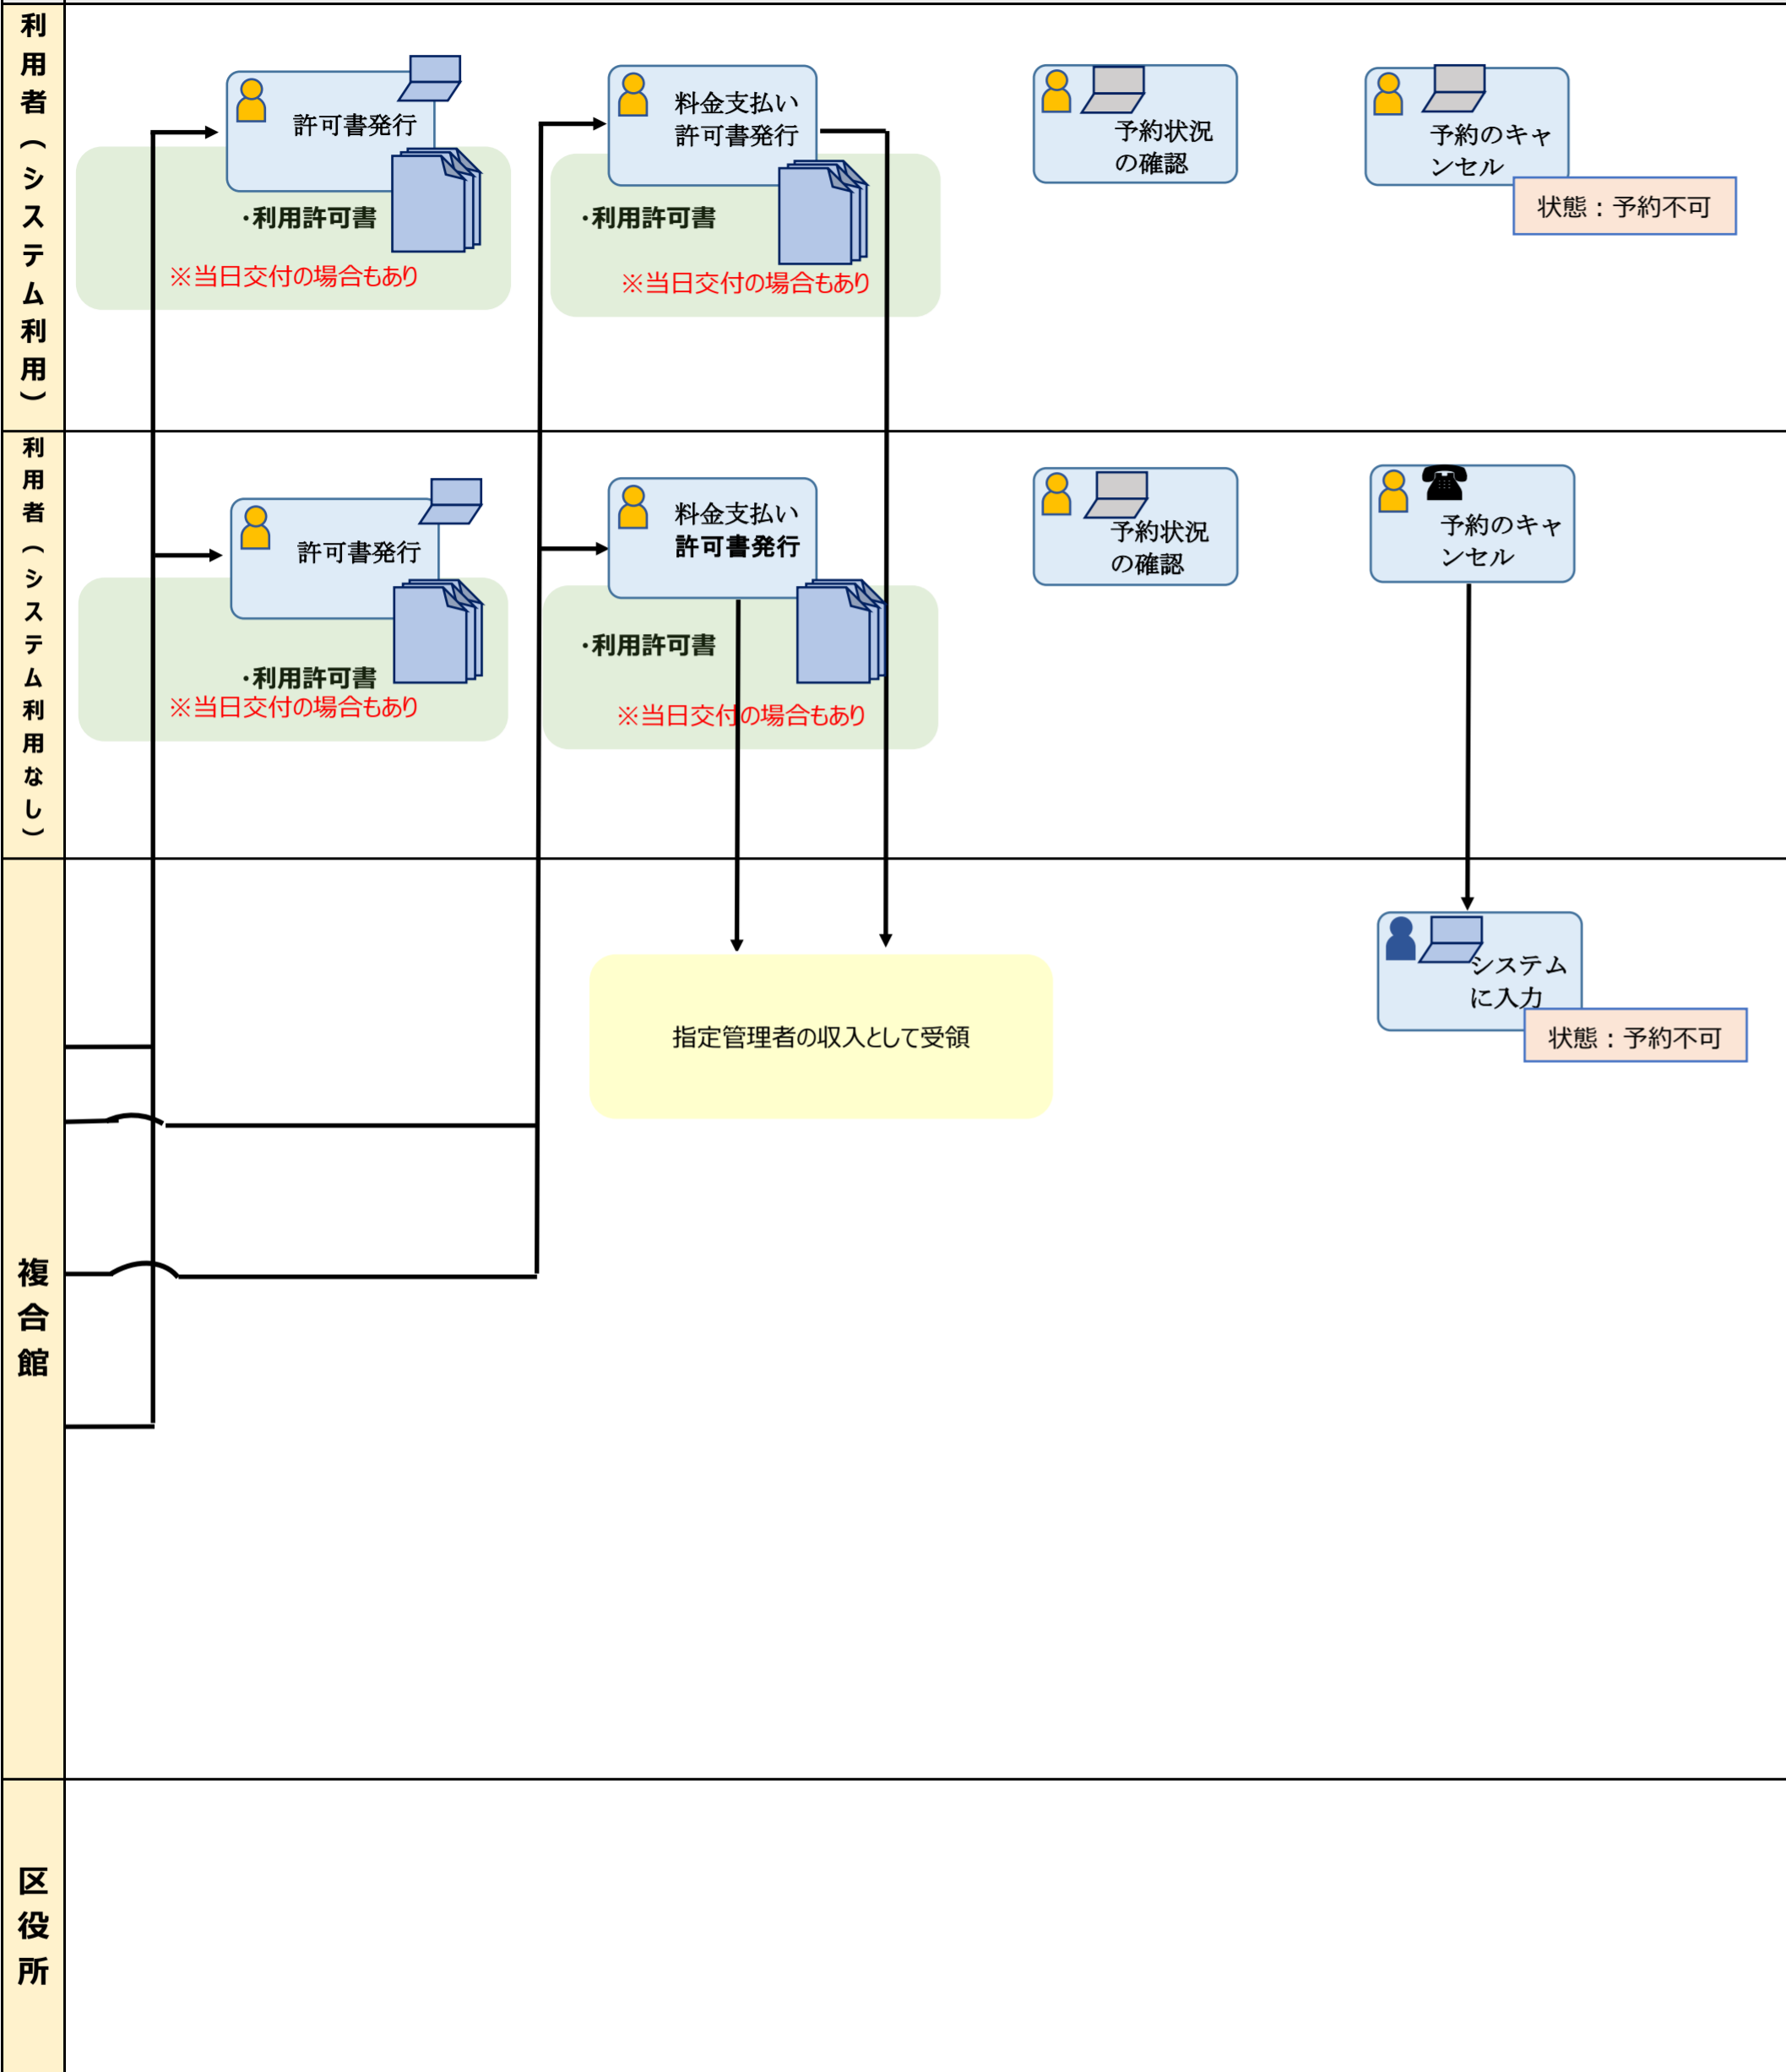 利用者(システム利用)
許可書発行
・利用許可書
※当日交付の場合もあり
料金支払い
許可書発行
・利用許可書
※当日交付の場合もあり
予約状況
の確認
予約のキャ
ンセル
状態：予約不可
利用者(システム利用なし)
許可書発行
・利用許可書
※当日交付の場合もあり
料金支払い
許可書発行
・利用許可書
※当日交付の場合もあり
予約状況
の確認
予約のキャ
ンセル
複合館
指定管理者の収入として受領
システム
に入力
状態：予約不可
区役所